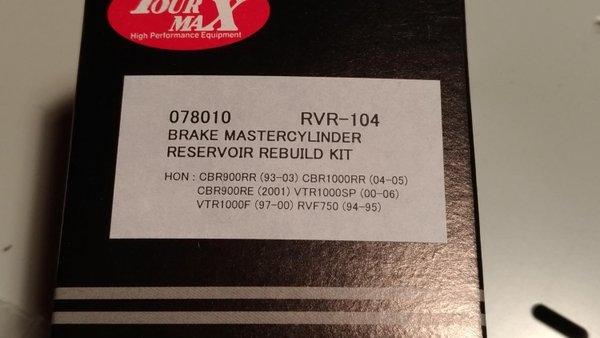 TOUR
MAX
High Performance Equipment
078010 RVR-104
BRAKE MASTERCYLINDER
RESERVOIR REBUILD KIT
HON : CBR900RR (93-03) CBR1000RR (04-05)
CBR900RE (2001) VTR1000SP (00-06)
VTR1000F (97-00) RVF750 (94-95)